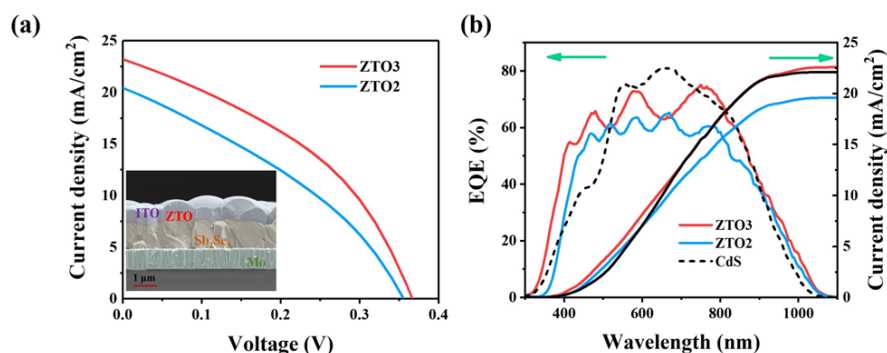 (a)
Current density (mA/cm²)
25
20
15
10
5
0
0.0
0.1
0.2
0.3
0.4
Voltage (V)
ZTO3
ZTO2
ITO
ZTO
Sb₂Se₃
Mo
1 μm
(b)
EQE (%)
80
60
40
20
0
400
600
800
1000
Wavelength (nm)
ZTO3
ZTO2
CdS
25
20
15
10
5
0
Current density (mA/cm²)